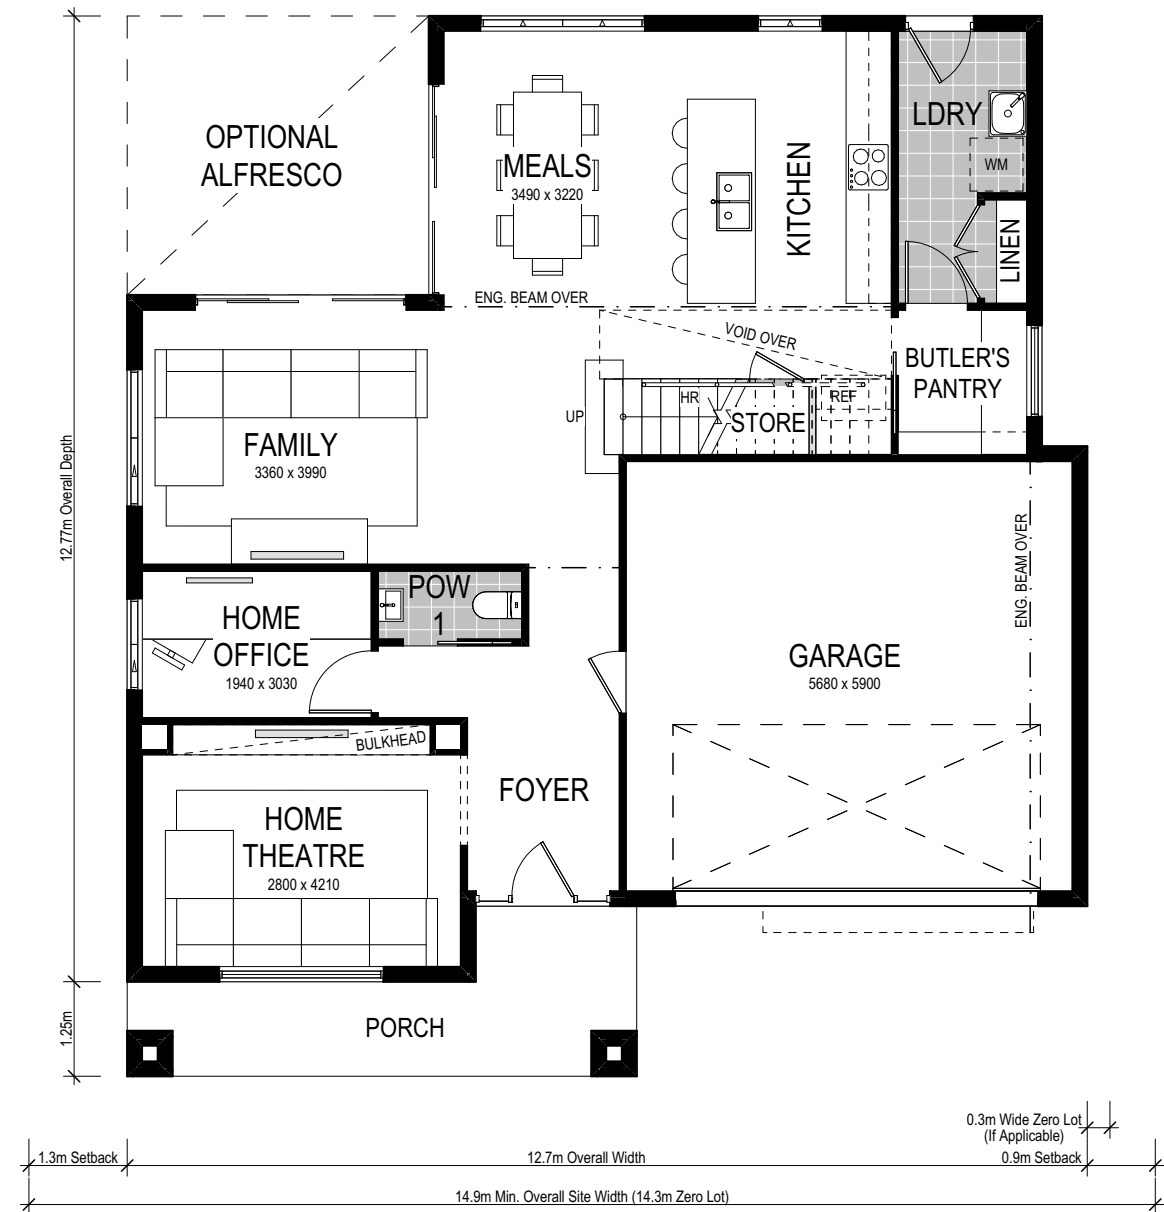 OPTIONAL
ALFRESCO
MEALS
3490 x 3220
KITCHEN
LDRY
WM
LINEN
ENG. BEAM OVER
VOID OVER
BUTLER'S
PANTRY
UP
HR
STORE
REF
FAMILY
3360 x 3990
12.77m Overall Depth
ENG. BEAM OVER
POW
1
HOME
OFFICE
1940 x 3030
GARAGE
5680 x 5900
BULKHEAD
FOYER
HOME
THEATRE
2800 x 4210
1.25m
PORCH
0.3m Wide Zero Lot
(If Applicable)
1.3m Setback
12.7m Overall Width
0.9m Setback
14.9m Min. Overall Site Width (14.3m Zero Lot)